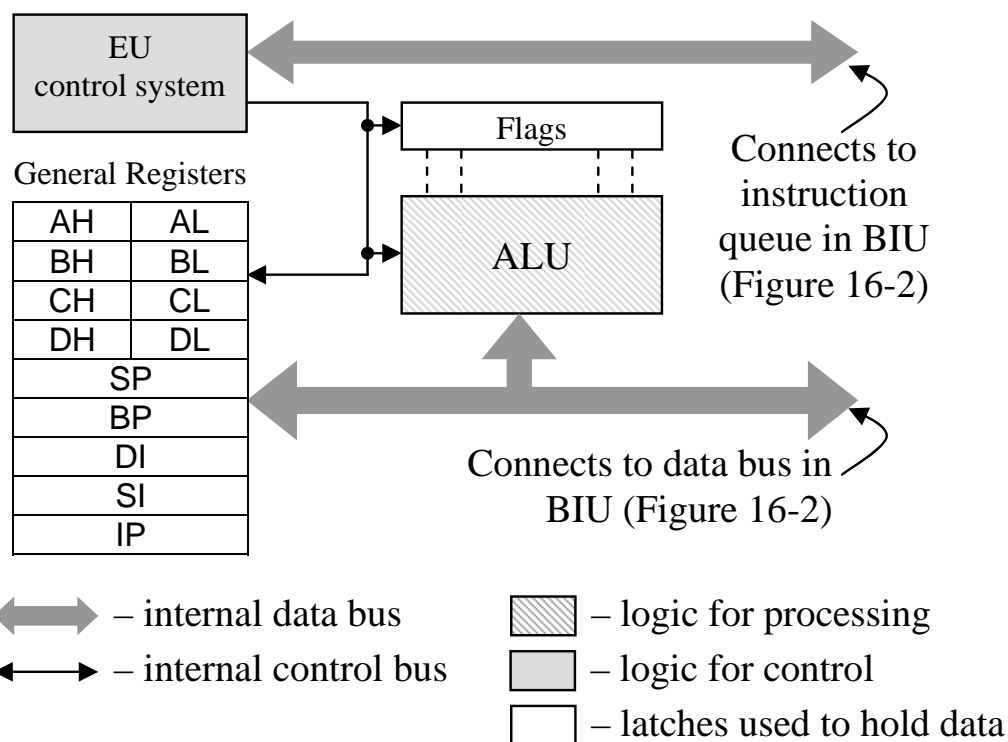 EU
control system
Flags
Connects to
instruction
queue in BIU
(Figure 16-2)
General Registers
AH AL
BH BL
CH CL
DH DL
SP
BP
DI
SI
IP
ALU
Connects to data bus in
BIU (Figure 16-2)
– internal data bus
– internal control bus
– logic for processing
– logic for control
– latches used to hold data